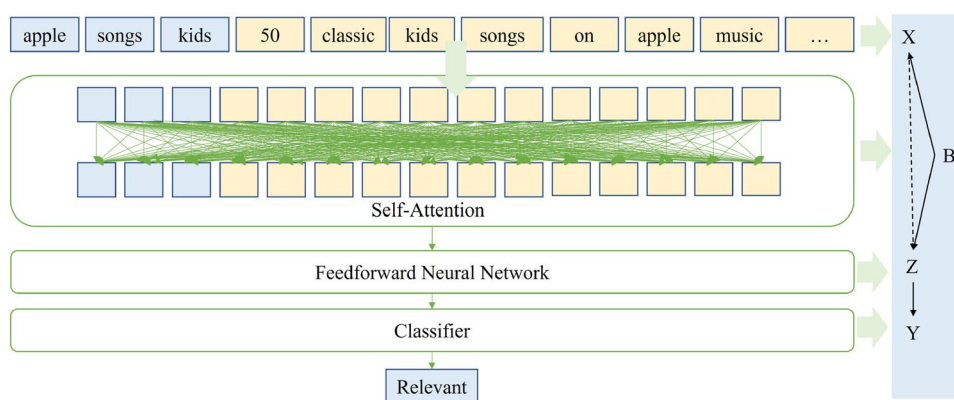 apple songs kids 50 classic kids songs on apple music ... X
B
Self-Attention
Z
Feedforward Neural Network
Classifier Y
Relevant